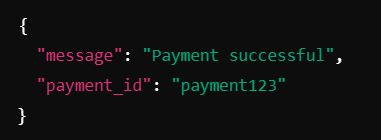 {
  "message": "Payment successful",
  "payment_id": "payment123"
}